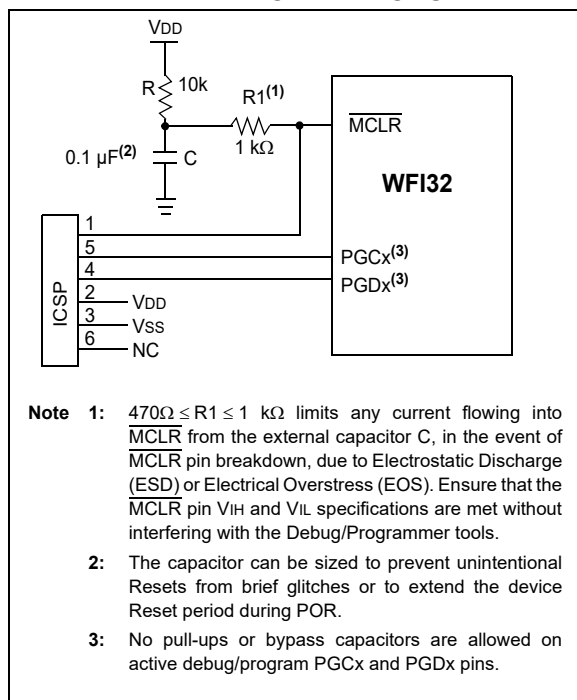 VDD
R
10k
R1(1)
1 kΩ
MCLR
0.1 µF(2)
C
WFI32
1
5
PGCx(3)
4
PGDx(3)
2
VDD
3
VSS
6
NC
ICSP
Note 1: 470Ω ≤ R1 ≤ 1 kΩ limits any current flowing into
MCLR from the external capacitor C, in the event of
MCLR pin breakdown, due to Electrostatic Discharge
(ESD) or Electrical Overstress (EOS). Ensure that the
MCLR pin VIH and VIL specifications are met without
interfering with the Debug/Programmer tools.
2: The capacitor can be sized to prevent unintentional
Resets from brief glitches or to extend the device
Reset period during POR.
3: No pull-ups or bypass capacitors are allowed on
active debug/program PGCx and PGDx pins.